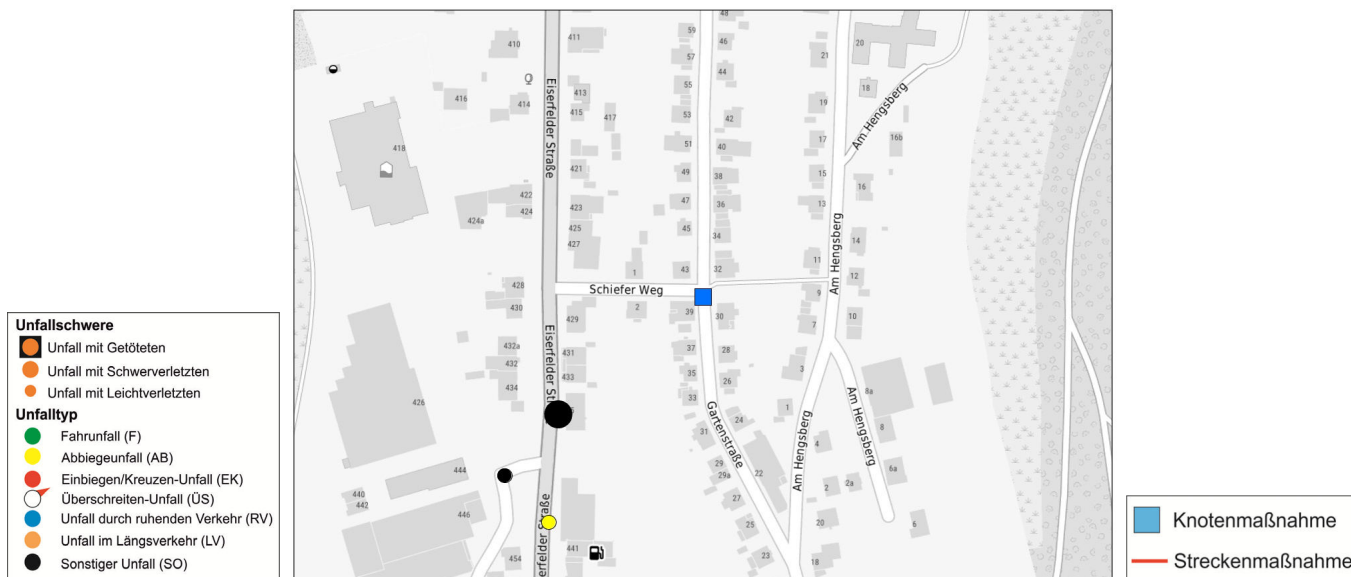 Unfallschwere
Unfall mit Getöteten
Unfall mit Schwerverletzten
Unfall mit Leichtverletzten
Unfalltyp
Fahrunfall (F)
Abbiegeunfall (AB)
Einbiegen/Kreuzen-Unfall (EK)
Überschreiten-Unfall (ÜS)
Unfall durch ruhenden Verkehr (RV)
Unfall im Längsverkehr (LV)
Sonstiger Unfall (SO)
410
411
416
414
413
415
417
418
421
422
424
424a
423
425
427
428
430
429
432a
432
434
431
433
426
444
440
442
446
454
441
Eiserfelder Straße
Eiserfelder Str
erfelder Straße
Schiefer Weg
1
2
59
57
55
53
51
49
47
45
43
39
37
35
33
31
29
29a
27
25
23
48
46
44
42
40
38
36
34
32
30
28
26
24
22
Gartenstraße
21
19
17
15
13
11
9
7
3
1
20
18
16b
16
14
12
10
8a
8
6a
6
4
2
2a
20
18
Am Hengsberg
Am Hengsberg
Am Hengsberg
Am Hengsberg
Knotenmaßnahme
Streckenmaßnahme